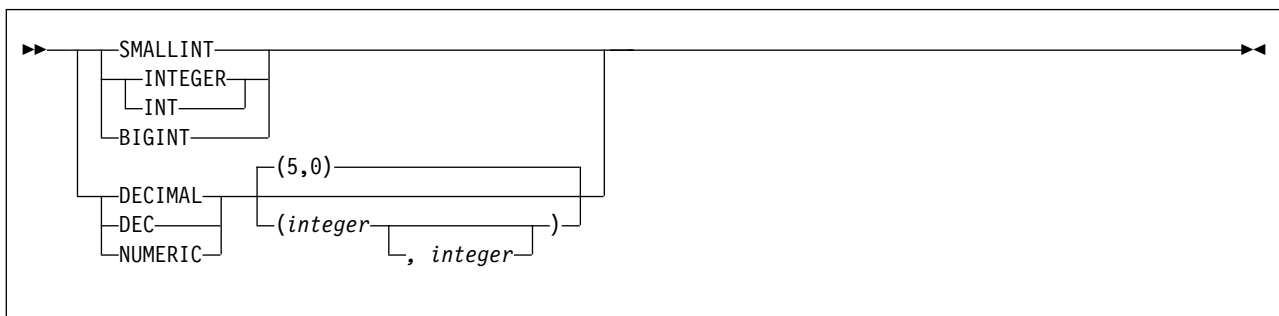 SMALLINT
INTEGER
INT
BIGINT
(5,0)
DECIMAL
DEC (integer )
NUMERIC , integer